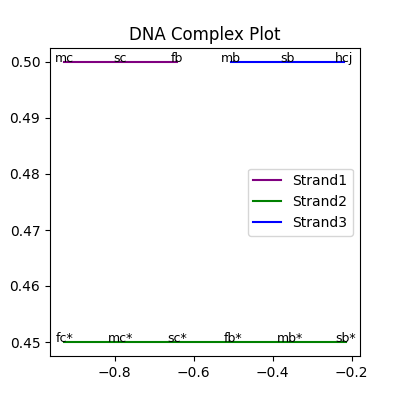 DNA Complex Plot
mc sc fb mb sb hcj
0.50
0.49
0.48
0.47
0.46
0.45
Strand1
Strand2
Strand3
fc* mc* sc* fb* mb* sb*
−0.8 −0.6 −0.4 −0.2